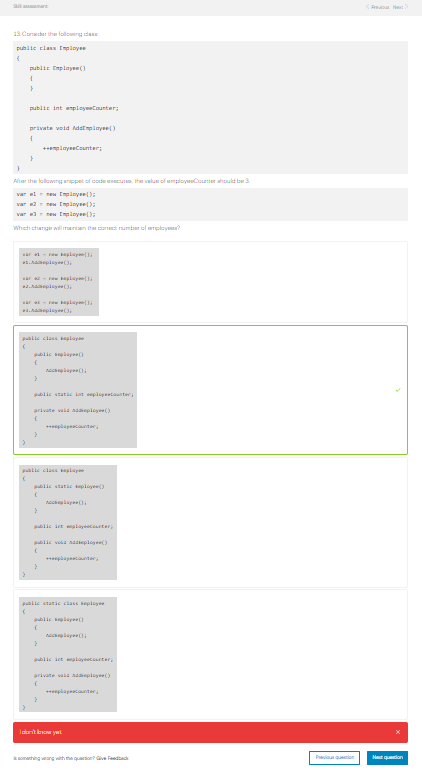 Skill assessment
Previous Next
13. Consider the following class
public class Employee
{
public Employee()
{
}
public int employeeCounter;
private void AddEmployee()
{
++employeeCounter;
}
}
After the following snippet of code executes, the value of employeeCounter should be 3.
var e1 = new Employee();
var e2 = new Employee();
var e3 = new Employee();
Which change will maintain the correct number of employees?
var e1 = new Employee();
e1.AddEmployee();
var e2 = new Employee();
e2.AddEmployee();
var e3 = new Employee();
e3.AddEmployee();
public class Employee
{
public Employee()
{
AddEmployee();
}
public static int employeeCounter;
private void AddEmployee()
{
++employeeCounter;
}
}
public class Employee
{
public static Employee()
{
AddEmployee();
}
public int employeeCounter;
public void AddEmployee()
{
++employeeCounter;
}
}
public static class Employee
{
public Employee()
{
AddEmployee();
}
public int employeeCounter;
private void AddEmployee()
{
++employeeCounter;
}
}
I don't know yet.
Is something wrong with the question? Give Feedback
Previous question
Next question